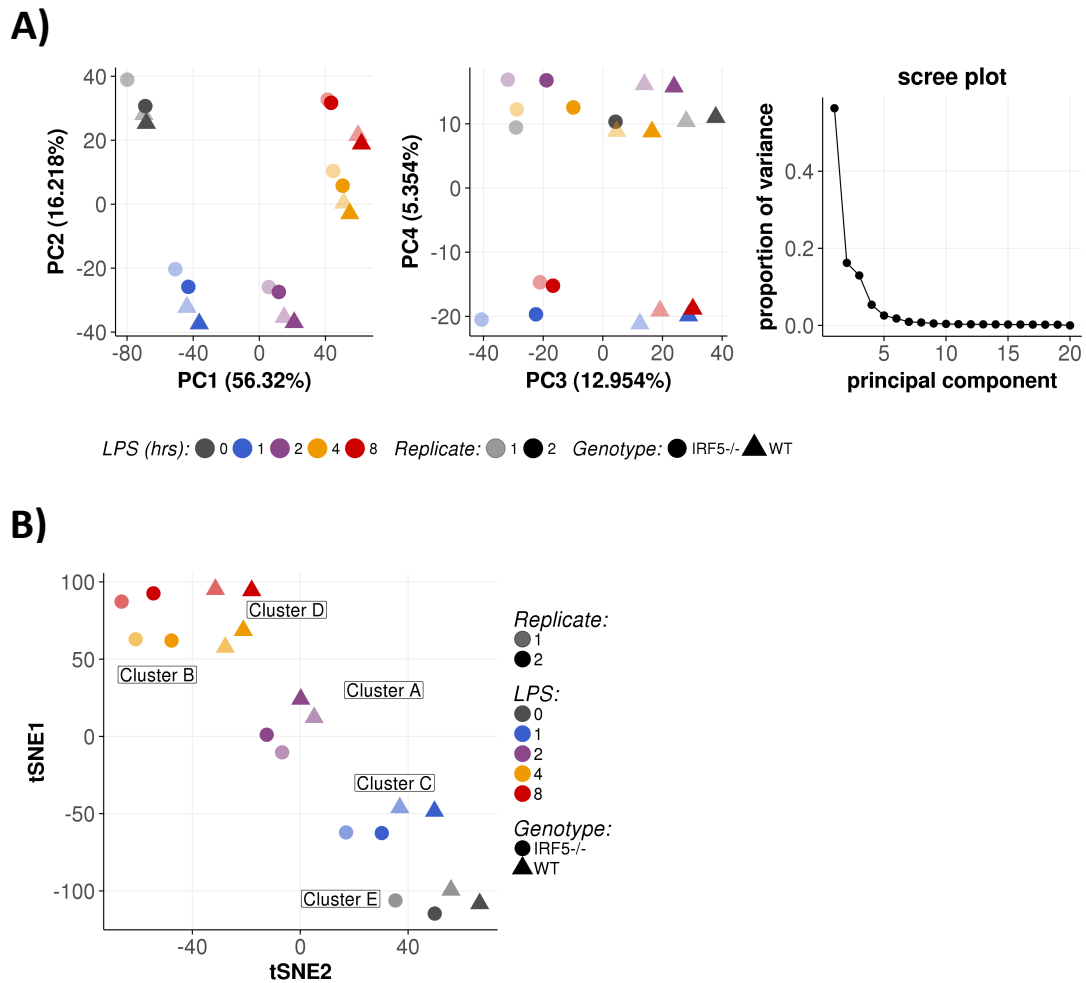 A)
40
20
0
-20
-40
PC2 (16.218%)
-80
-40
0
40
PC1 (56.32%)
10
0
-10
-20
PC4 (5.354%)
-40
-20
0
20
40
PC3 (12.954%)
scree plot
0.4
0.2
0.0
proportion of variance
5
10
15
20
principal component
LPS (hrs): 0 1 2 4 8 Replicate: 1 2 Genotype: IRF5-/- WT
B)
100
50
0
-50
-100
tSNE1
Cluster D
Cluster B
Cluster A
Cluster C
Cluster E
-40
0
40
tSNE2
Replicate:
1
2
LPS:
0
1
2
4
8
Genotype:
IRF5-/-
WT